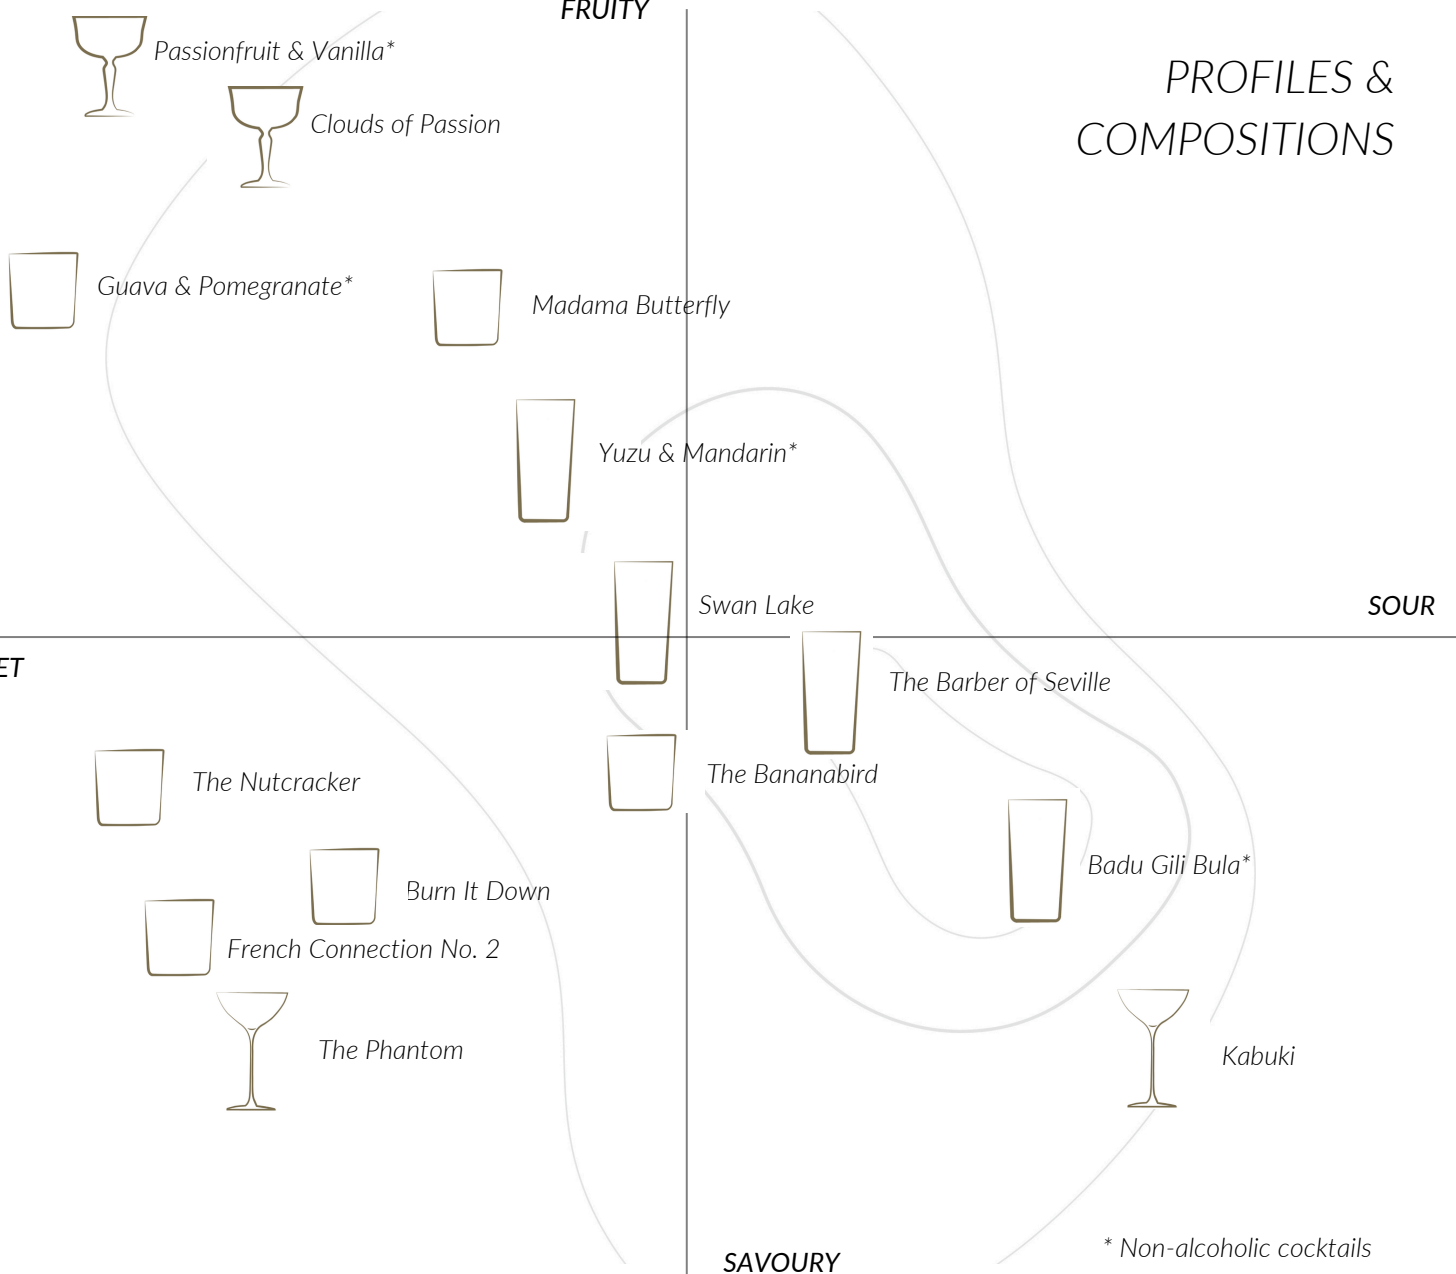 FRUITY
PROFILES &
COMPOSITIONS
Passionfruit & Vanilla*
Clouds of Passion
Guava & Pomegranate*
Madama Butterfly
Yuzu & Mandarin*
Swan Lake
SOUR
ET
The Barber of Seville
The Nutcracker
The Bananabird
Badu Gili Bula*
Burn It Down
French Connection No. 2
The Phantom
Kabuki
SAVOURY
* Non-alcoholic cocktails